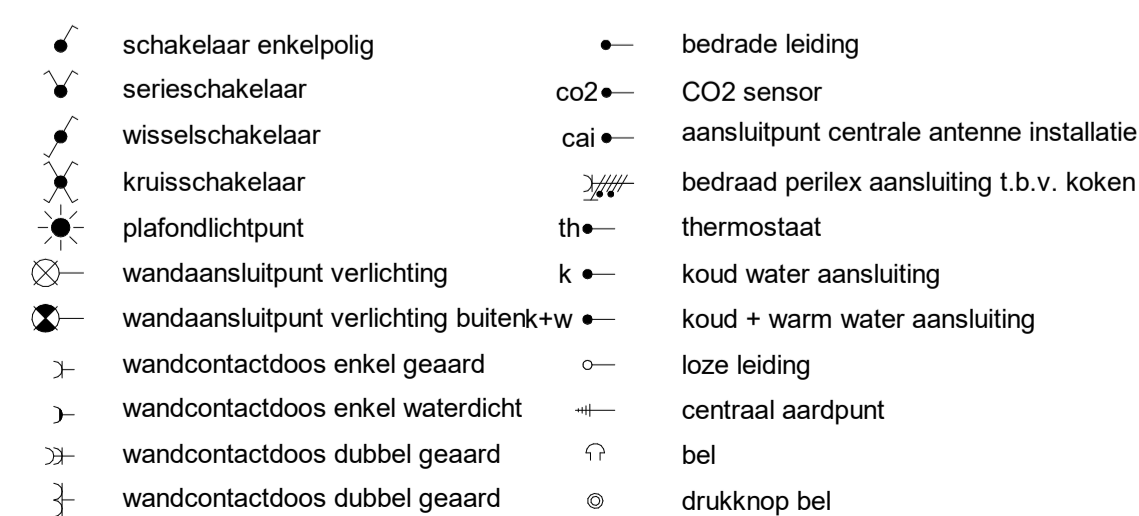 schakelaar enkelpolig
serieschakelaar
wisselschakelaar
kruisschakelaar
plafondlichtpunt
wandaansluitpunt verlichting
wandaansluitpunt verlichting buiten
wandcontactdoos enkel geaard
wandcontactdoos enkel waterdicht
wandcontactdoos dubbel geaard
wandcontactdoos dubbel geaard
bedrade leiding
co2 CO2 sensor
cai aansluitpunt centrale antenne installatie
bedraad perilex aansluiting t.b.v. koken
th thermostaat
k koud water aansluiting
k+w koud + warm water aansluiting
loze leiding
centraal aardpunt
bel
drukknop bel